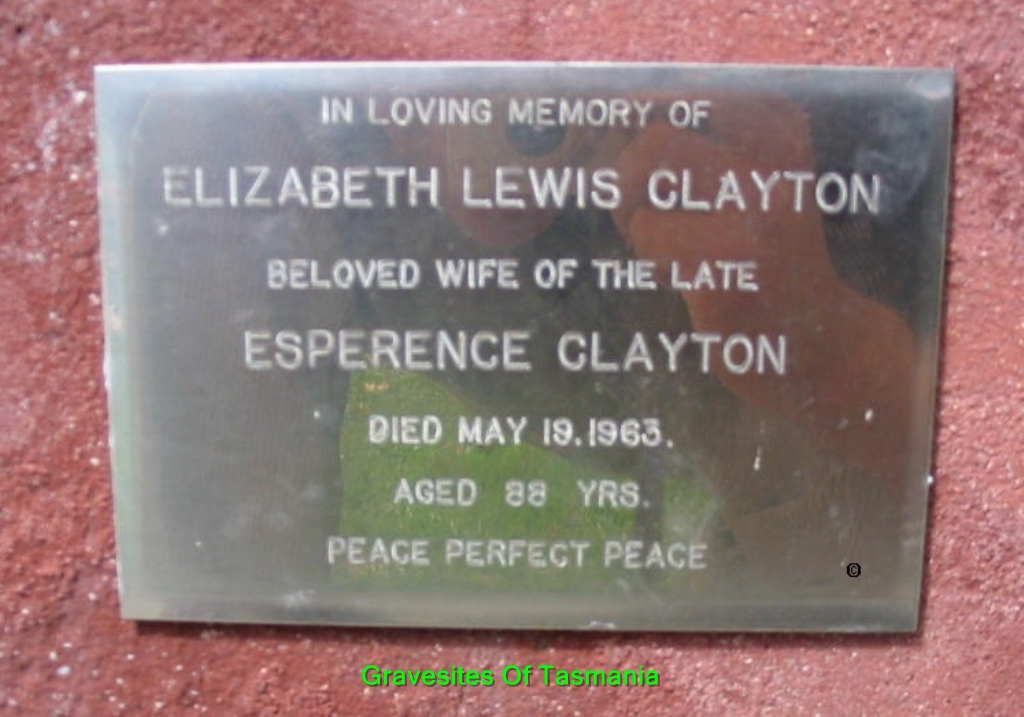 IN LOVING MEMORY OF
ELIZABETH LEWIS CLAYTON
BELOVED WIFE OF THE LATE
ESPERENCE CLAYTON
DIED MAY 19.1963.
AGED 88 YRS.
PEACE PERFECT PEACE
©
Gravesites Of Tasmania